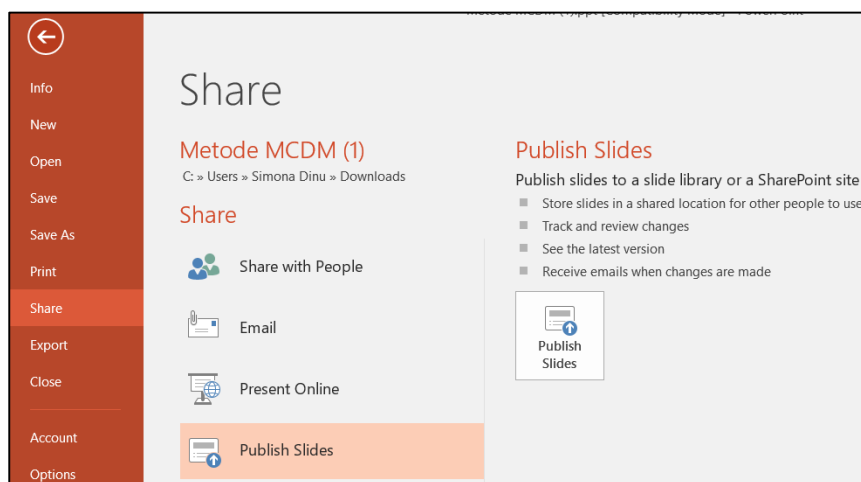 Info
New
Open
Save
Save As
Print
Share
Export
Close
Account
Options
Share
Metode MCDM (1)
C: » Users » Simona Dinu » Downloads
Share
Share with People
Email
Present Online
Publish Slides
Publish Slides
Publish slides to a slide library or a SharePoint site
Store slides in a shared location for other people to use
Track and review changes
See the latest version
Receive emails when changes are made
Publish
Slides